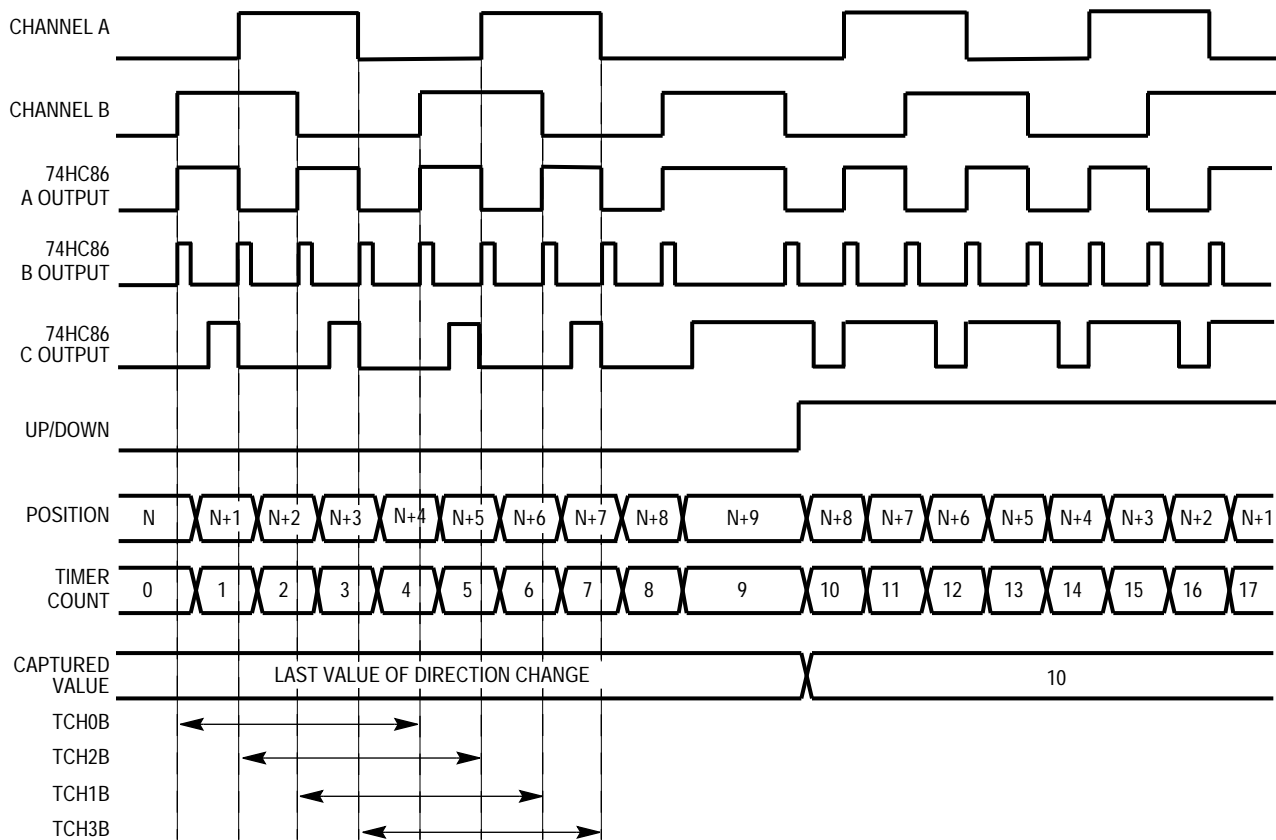 CHANNEL A
CHANNEL B
74HC86
A OUTPUT
74HC86
B OUTPUT
74HC86
C OUTPUT
UP/DOWN
POSITION N N+1 N+2 N+3 N+4 N+5 N+6 N+7 N+8 N+9 N+8 N+7 N+6 N+5 N+4 N+3 N+2 N+1
TIMER
COUNT 0 1 2 3 4 5 6 7 8 9 10 11 12 13 14 15 16 17
CAPTURED
VALUE LAST VALUE OF DIRECTION CHANGE 10
TCH0B
TCH2B
TCH1B
TCH3B